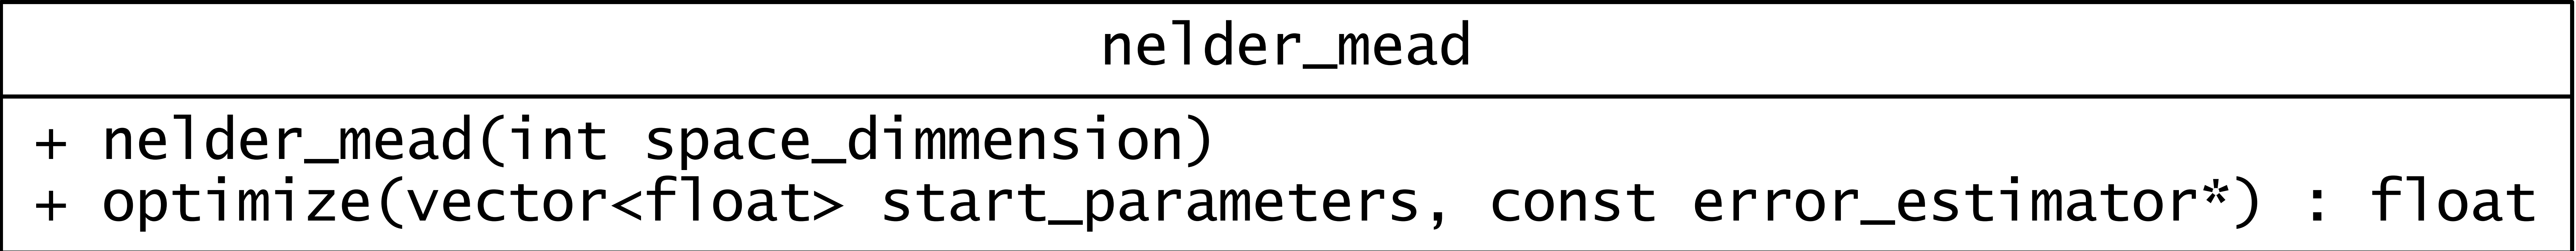 nelder_mead
+ nelder_mead(int space_dimmension)
+ optimize(vector<float> start_parameters, const error_estimator*) : float